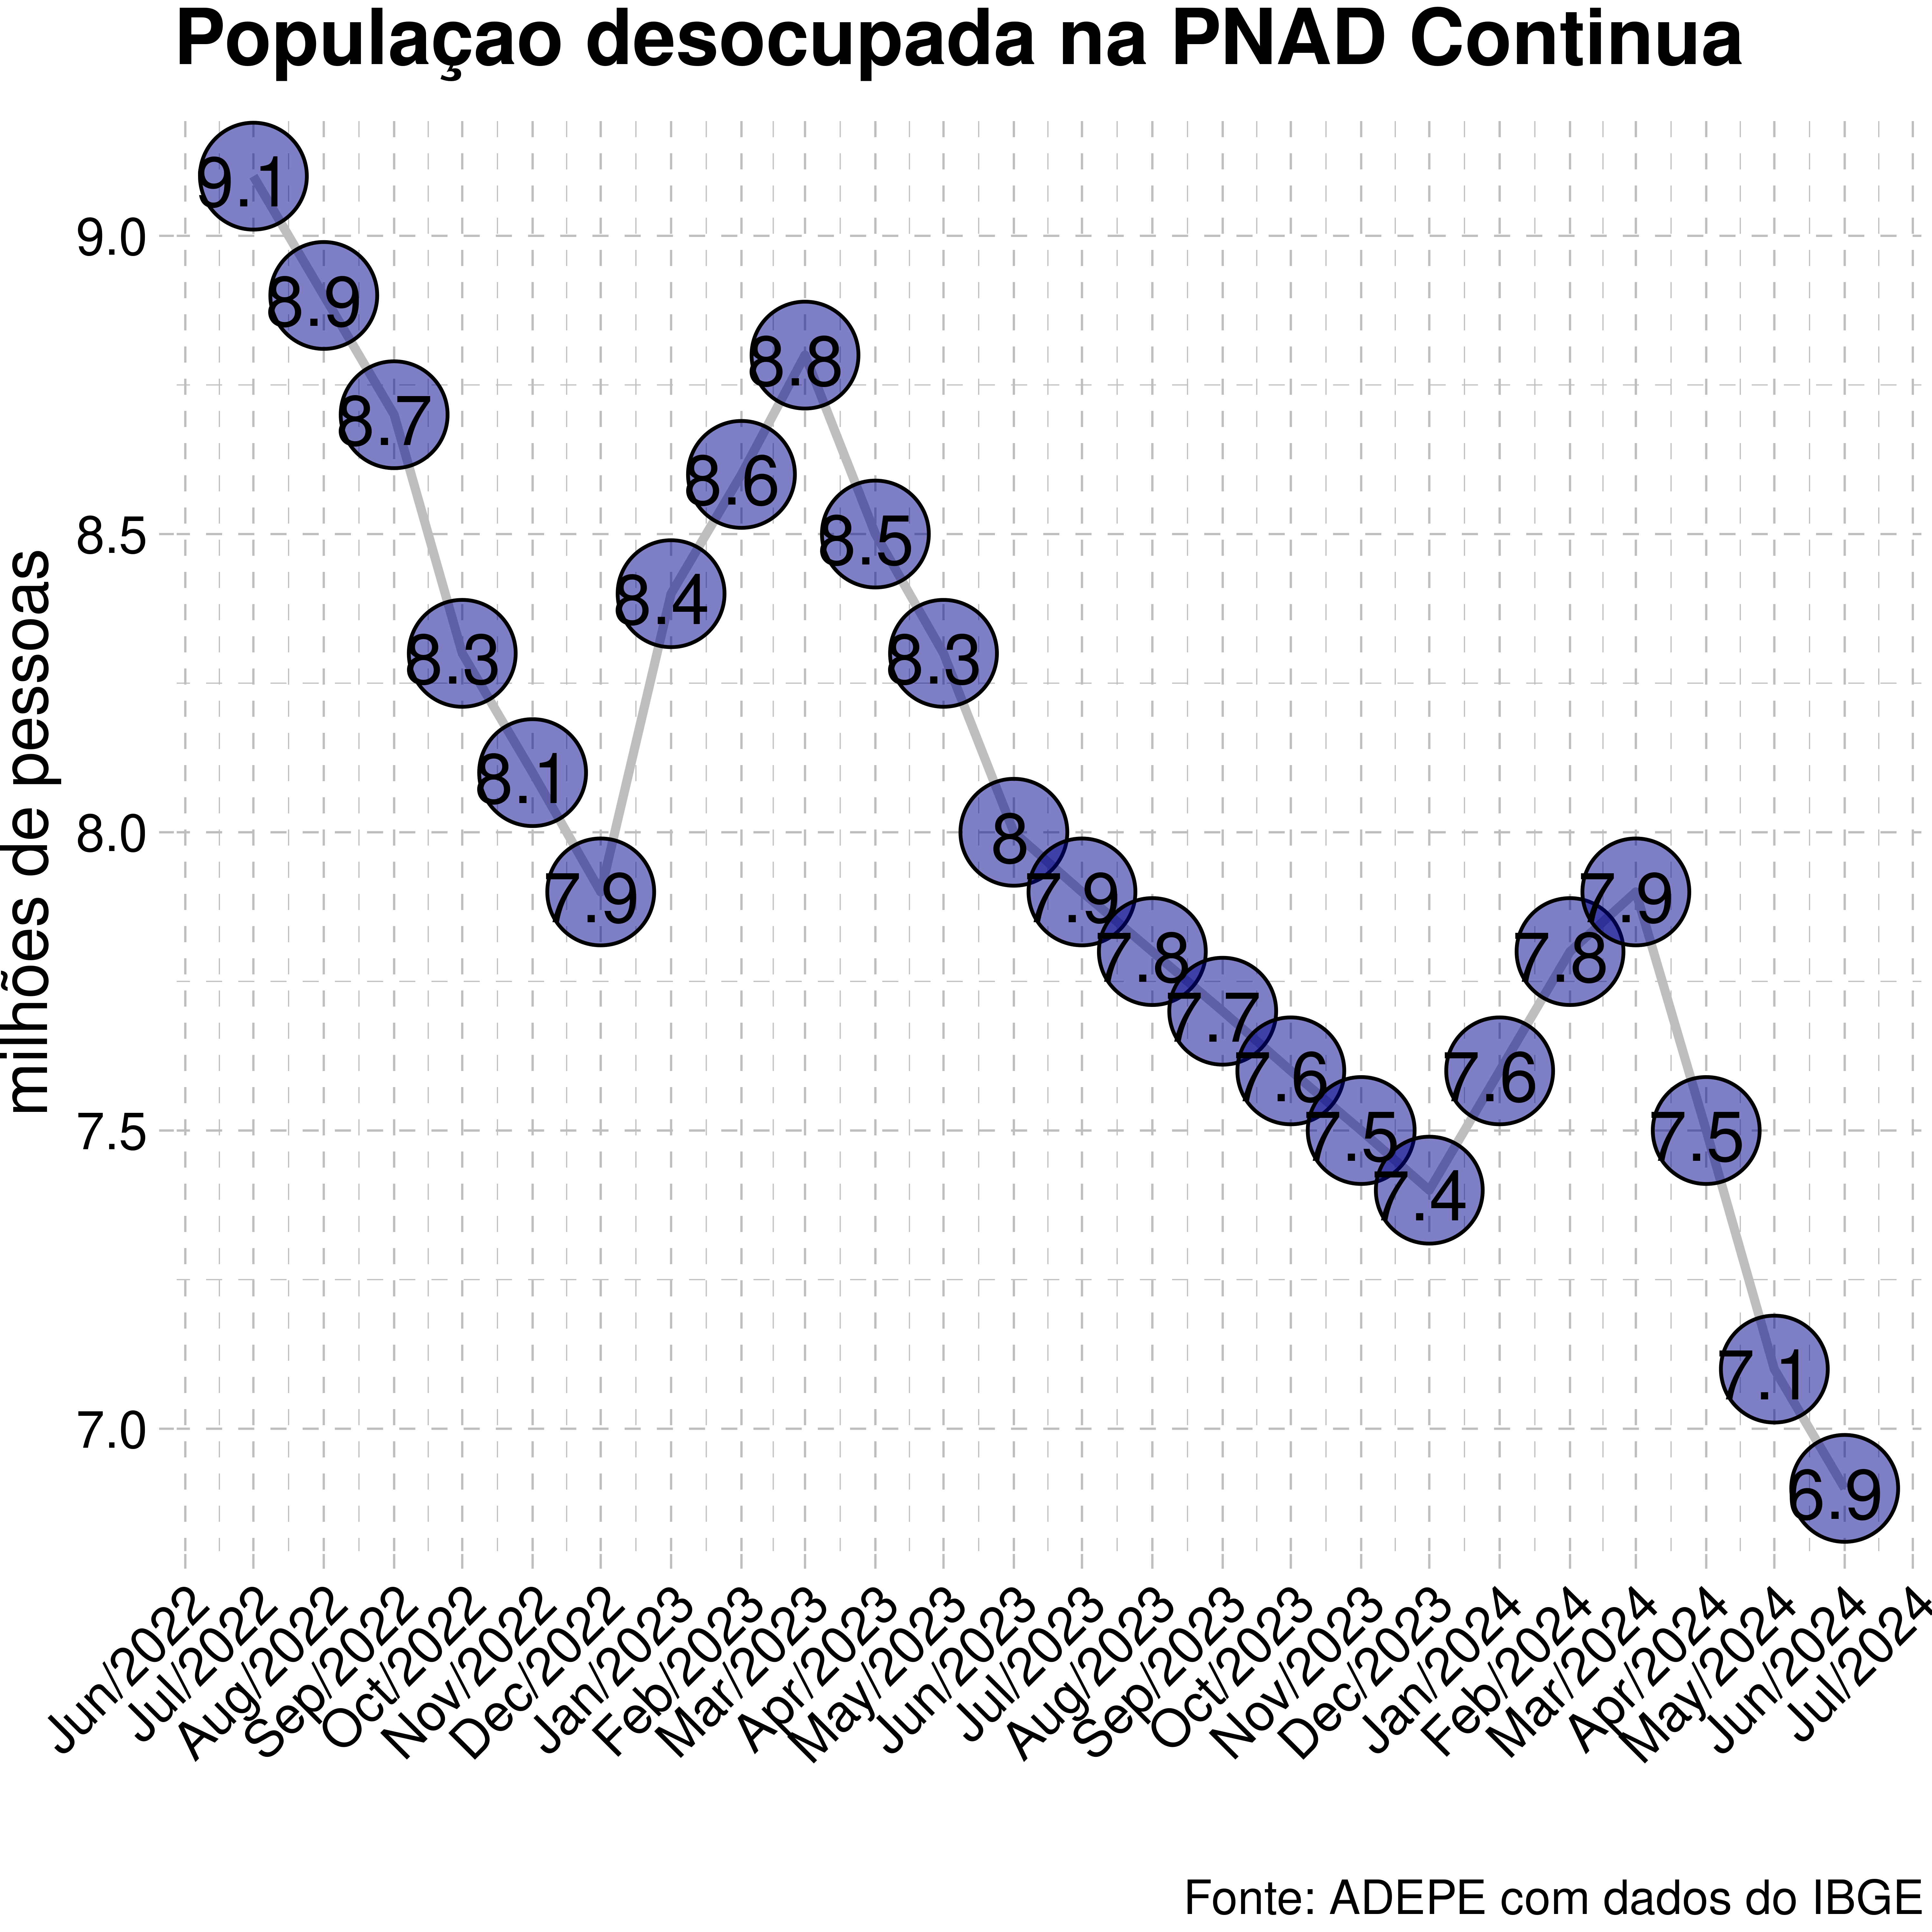 Populaçao desocupada na PNAD Continua
milhões de pessoas
9.0
8.5
8.0
7.5
7.0
9.1
8.9
8.7
8.3
8.1
7.9
8.4
8.6
8.8
8.5
8.3
8
7.9
7.8
7.7
7.6
7.5
7.4
7.6
7.8
7.9
7.5
7.1
6.9
Jun/2022
Jul/2022
Aug/2022
Sep/2022
Oct/2022
Nov/2022
Dec/2022
Jan/2023
Feb/2023
Mar/2023
Apr/2023
May/2023
Jun/2023
Jul/2023
Aug/2023
Sep/2023
Oct/2023
Nov/2023
Dec/2023
Jan/2024
Feb/2024
Mar/2024
Apr/2024
May/2024
Jun/2024
Jul/2024
Fonte: ADEPE com dados do IBGE